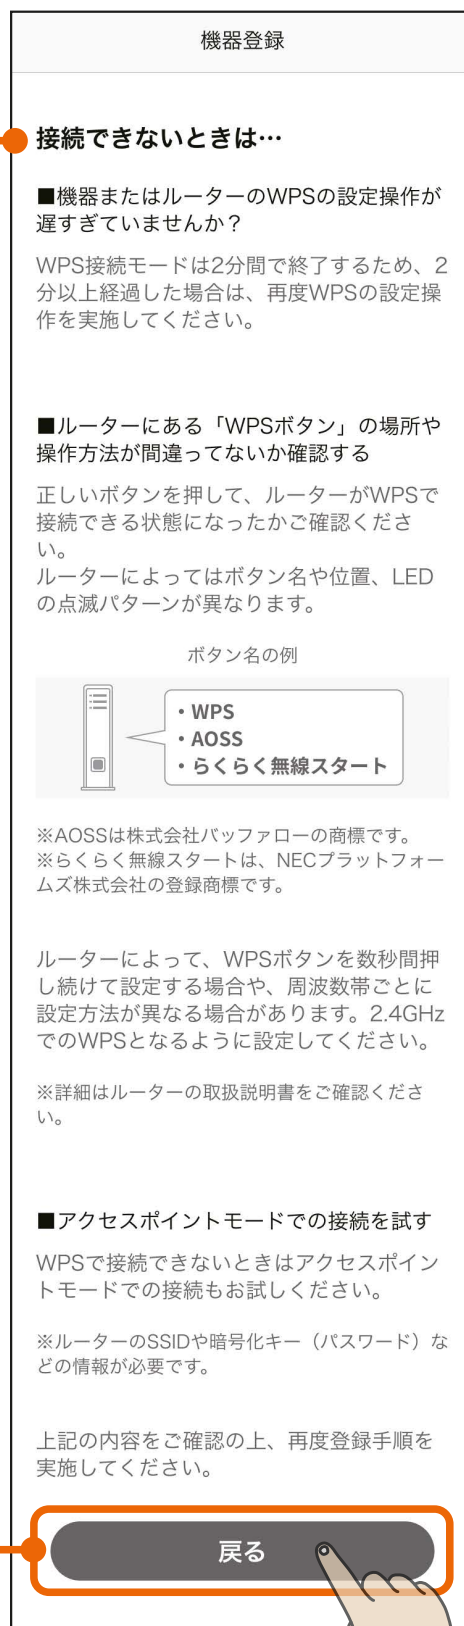 機器登録
接続できないときは…
■機器またはルーターのWPSの設定操作が
遅すぎていませんか？
WPS接続モードは2分間で終了するため、2
分以上経過した場合は、再度WPSの設定操
作を実施してください。
■ルーターにある「WPSボタン」の場所や
操作方法が間違ってないか確認する
正しいボタンを押して、ルーターがWPSで
接続できる状態になったかご確認くださ
い。
ルーターによってはボタン名や位置、LED
の点滅パターンが異なります。
ボタン名の例
・WPS
・AOSS
・らくらく無線スタート
※AOSSは株式会社バッファローの商標です。
※らくらく無線スタートは、NECプラットフォー
ムズ株式会社の登録商標です。
ルーターによって、WPSボタンを数秒間押
し続けて設定する場合や、周波数帯ごとに
設定方法が異なる場合があります。2.4GHz
でのWPSとなるように設定してください。
※詳細はルーターの取扱説明書をご確認くださ
い。
■アクセスポイントモードでの接続を試す
WPSで接続できないときはアクセスポイン
トモードでの接続もお試しください。
※ルーターのSSIDや暗号化キー（パスワード）な
どの情報が必要です。
上記の内容をご確認の上、再度登録手順を
実施してください。
戻る